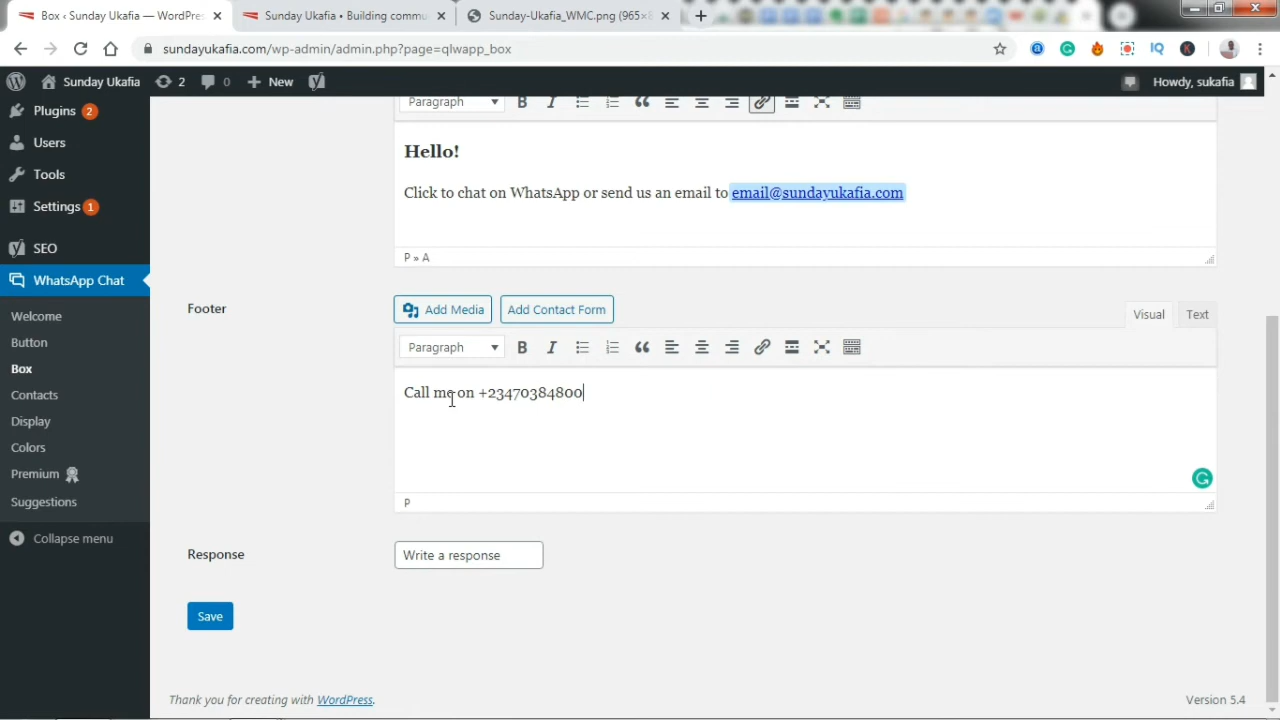 Box ‹ Sunday Ukafia — WordPres
Sunday Ukafia • Building commu
Sunday-Ukafia_WMC.png (965×8
sundayukafia.com/wp-admin/admin.php?page=qlwapp_box
Sunday Ukafia
2
0
New
Howdy, sukafia
Plugins 2
Users
Tools
Settings 1
SEO
WhatsApp Chat
Welcome
Button
Box
Contacts
Display
Colors
Premium
Suggestions
Collapse menu
Paragraph
Hello!
Click to chat on WhatsApp or send us an email to email@sundayukafia.com
P » A
Footer
Add Media
Add Contact Form
Visual
Text
Paragraph
Call me on +23470384800
P
Response
Write a response
Save
Thank you for creating with WordPress.
Version 5.4